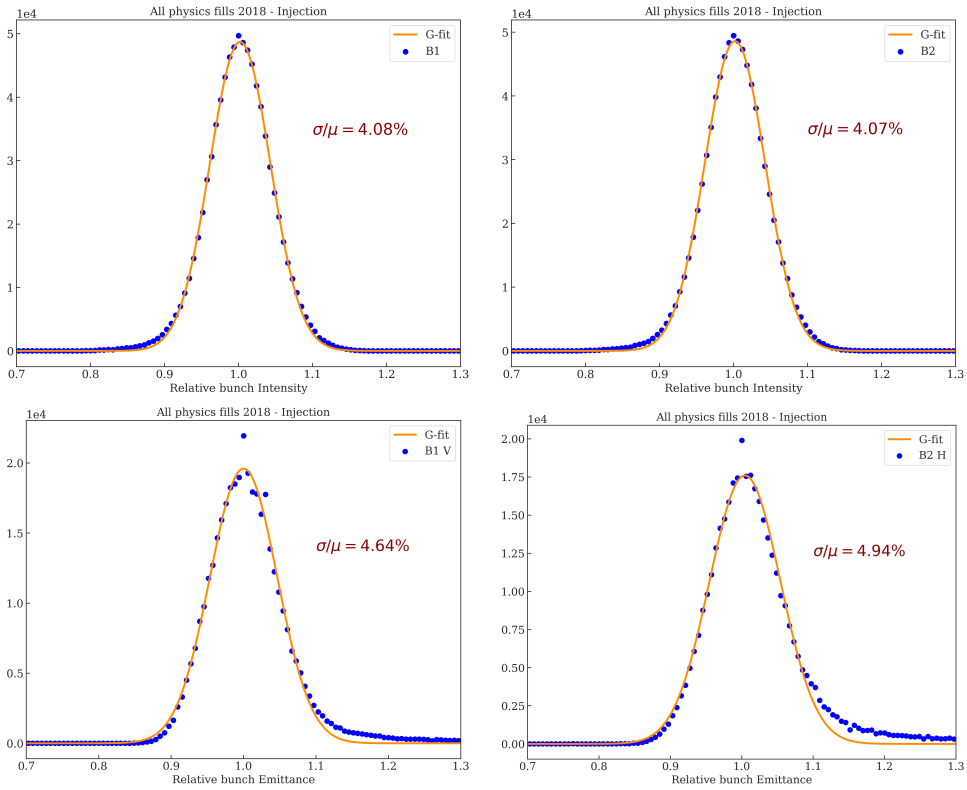 All physics fills 2018 - Injection
1e4
G-fit
B1
σ/μ = 4.08%
5
4
3
2
1
0
0.7 0.8 0.9 1.0 1.1 1.2 1.3
Relative bunch Intensity
All physics fills 2018 - Injection
1e4
G-fit
B2
σ/μ = 4.07%
5
4
3
2
1
0
0.7 0.8 0.9 1.0 1.1 1.2 1.3
Relative bunch Intensity
All physics fills 2018 - Injection
1e4
G-fit
B1 V
σ/μ = 4.64%
2.0
1.5
1.0
0.5
0.0
0.7 0.8 0.9 1.0 1.1 1.2 1.3
Relative bunch Emittance
All physics fills 2018 - Injection
1e4
G-fit
B2 H
σ/μ = 4.94%
2.00
1.75
1.50
1.25
1.00
0.75
0.50
0.25
0.00
0.7 0.8 0.9 1.0 1.1 1.2 1.3
Relative bunch Emittance